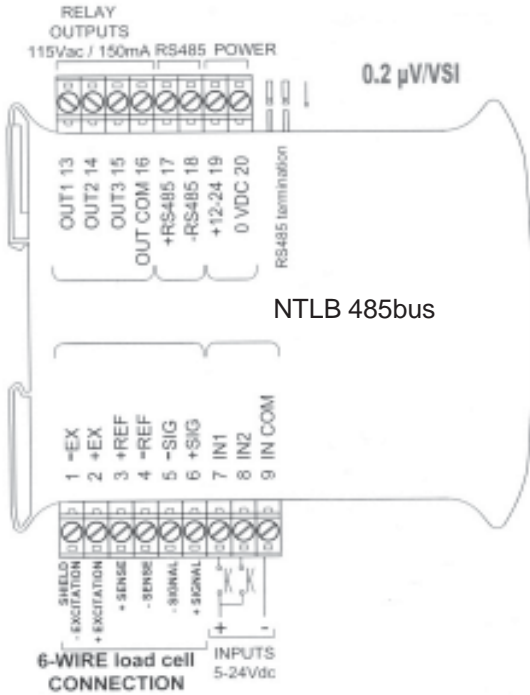 RELAY
OUTPUTS
115Vac / 150mA RS485 POWER
0.2 µV/VSI
OUT1 13
OUT2 14
OUT3 15
OUT COM 16
+RS485 17
-RS485 18
+12-24 19
0 VDC 20
RS485 termination
NTLB 485bus
1 -EX
2 +EX
3 +REF
4 -REF
5 -SIG
6 +SIG
7 IN1
8 IN2
9 IN COM
SHIELD
- EXCITATION
+ EXCITATION
+ SENSE
- SENSE
- SIGNAL
+ SIGNAL
+ -
6-WIRE load cell
CONNECTION
INPUTS
5-24Vdc